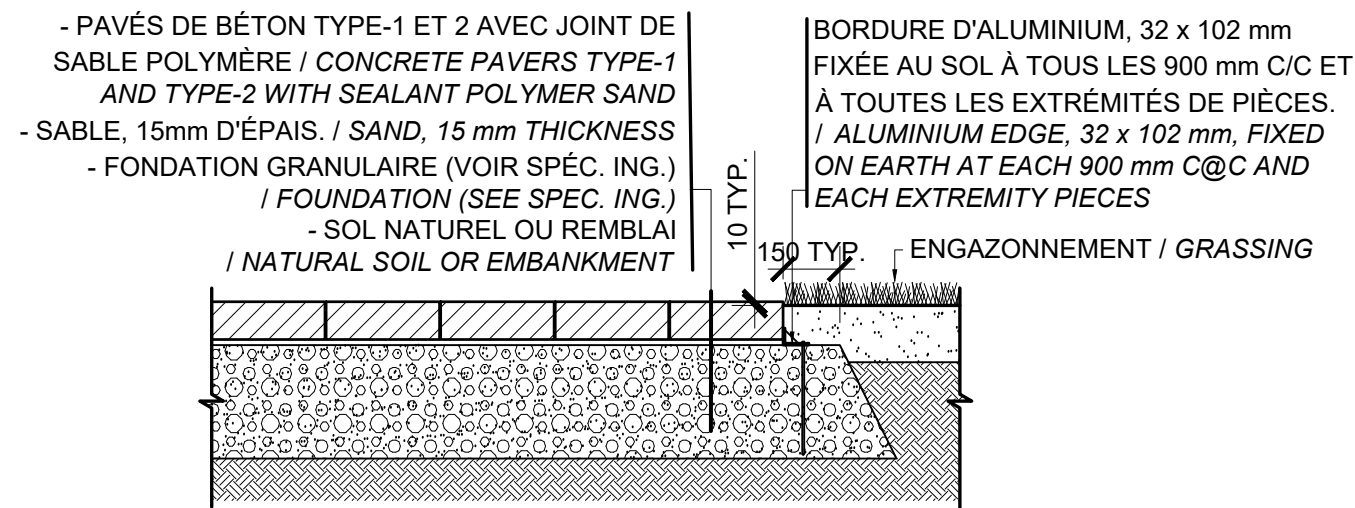 - PAVÉS DE BÉTON TYPE-1 ET 2 AVEC JOINT DE
SABLE POLYMÈRE / CONCRETE PAVERS TYPE-1
AND TYPE-2 WITH SEALANT POLYMER SAND
- SABLE, 15mm D'ÉPAIS. / SAND, 15 mm THICKNESS
- FONDATION GRANULAIRE (VOIR SPÉC. ING.)
/ FOUNDATION (SEE SPEC. ING.)
- SOL NATUREL OU REMBLAI
/ NATURAL SOIL OR EMBANKMENT
10 TYP.
150 TYP.
BORDURE D'ALUMINIUM, 32 x 102 mm
FIXÉE AU SOL À TOUS LES 900 mm C/C ET
À TOUTES LES EXTRÉMITÉS DE PIÈCES.
/ ALUMINIUM EDGE, 32 x 102 mm, FIXED
ON EARTH AT EACH 900 mm C@C AND
EACH EXTREMITY PIECES
ENGAZONNEMENT / GRASSING